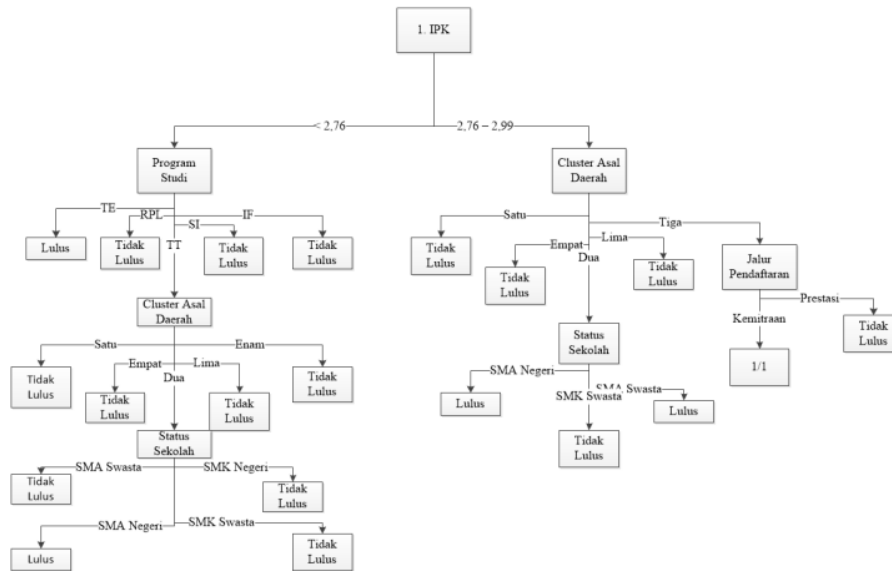 1. IPK
< 2,76
2,76 – 2,99
Program
Studi
Cluster Asal
Daerah
TE
RPL
SI
IF
TT
Lulus
Tidak
Lulus
Tidak
Lulus
Tidak
Lulus
Satu
Tiga
Empat
Lima
Dua
Tidak
Lulus
Tidak
Lulus
Tidak
Lulus
Jalur
Pendaftaran
Cluster Asal
Daerah
Prestasi
Kemitraan
Tidak
Lulus
1/1
Status
Sekolah
Satu
Enam
Empat
Lima
Dua
Tidak
Lulus
Tidak
Lulus
Tidak
Lulus
Tidak
Lulus
SMA Negeri
SMA Swasta
SMK Swasta
Lulus
Lulus
Tidak
Lulus
Status
Sekolah
SMA Swasta
SMK Negeri
Tidak
Lulus
Tidak
Lulus
SMA Negeri
SMK Swasta
Lulus
Tidak
Lulus